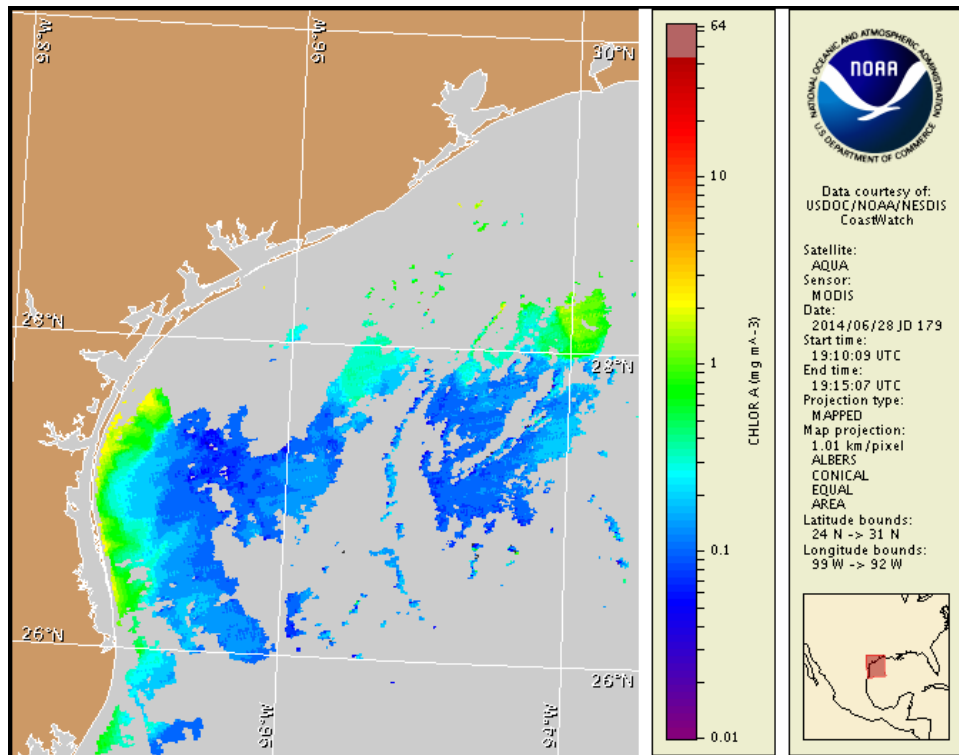 98°W
96°W
30°N
28°N
28°N
26°N
26°N
96°W
94°W
64
10
1
0.1
0.01
CHLOR A (mg m^-3)
NATIONAL OCEANIC AND ATMOSPHERIC ADMINISTRATION
NOAA
U.S. DEPARTMENT OF COMMERCE
Data courtesy of:
USDOC/NOAA/NESDIS
CoastWatch
Satellite:
AQUA
Sensor:
MODIS
Date:
2014/06/28 JD 179
Start time:
19:10:09 UTC
End time:
19:15:07 UTC
Projection type:
MAPPED
Map projection:
1.01 km/pixel
ALBERS
CONICAL
EQUAL
AREA
Latitude bounds:
24 N -> 31 N
Longitude bounds:
99 W -> 92 W